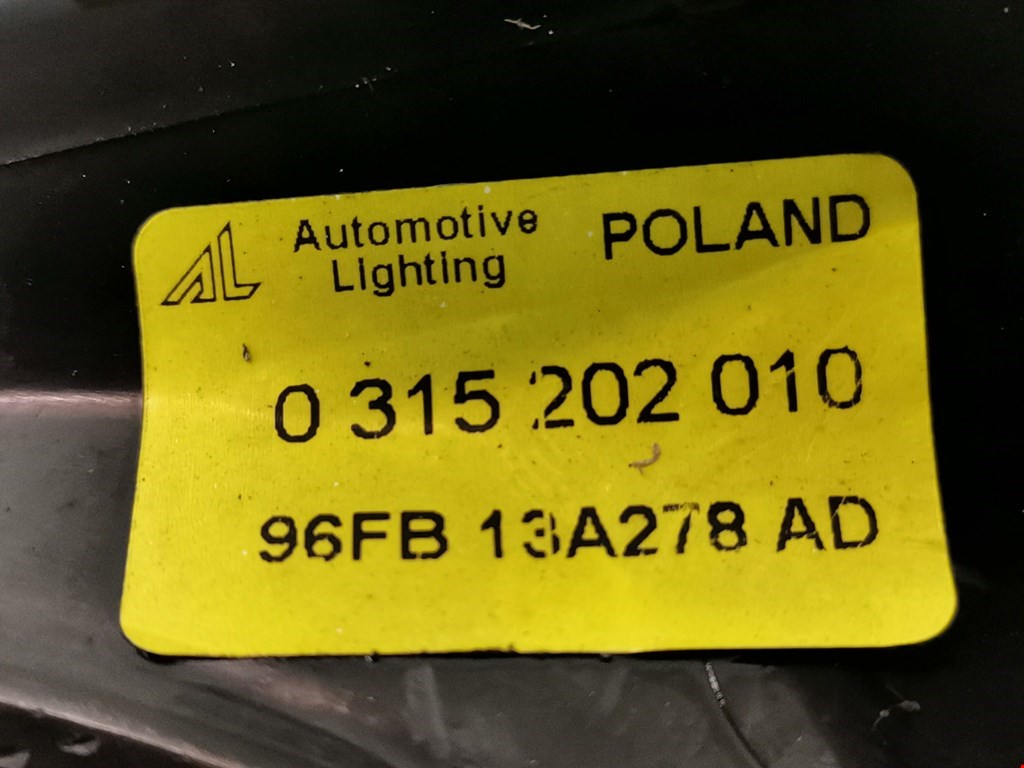 AL Automotive Lighting POLAND
0 315 202 010
96FB 13A278 AD